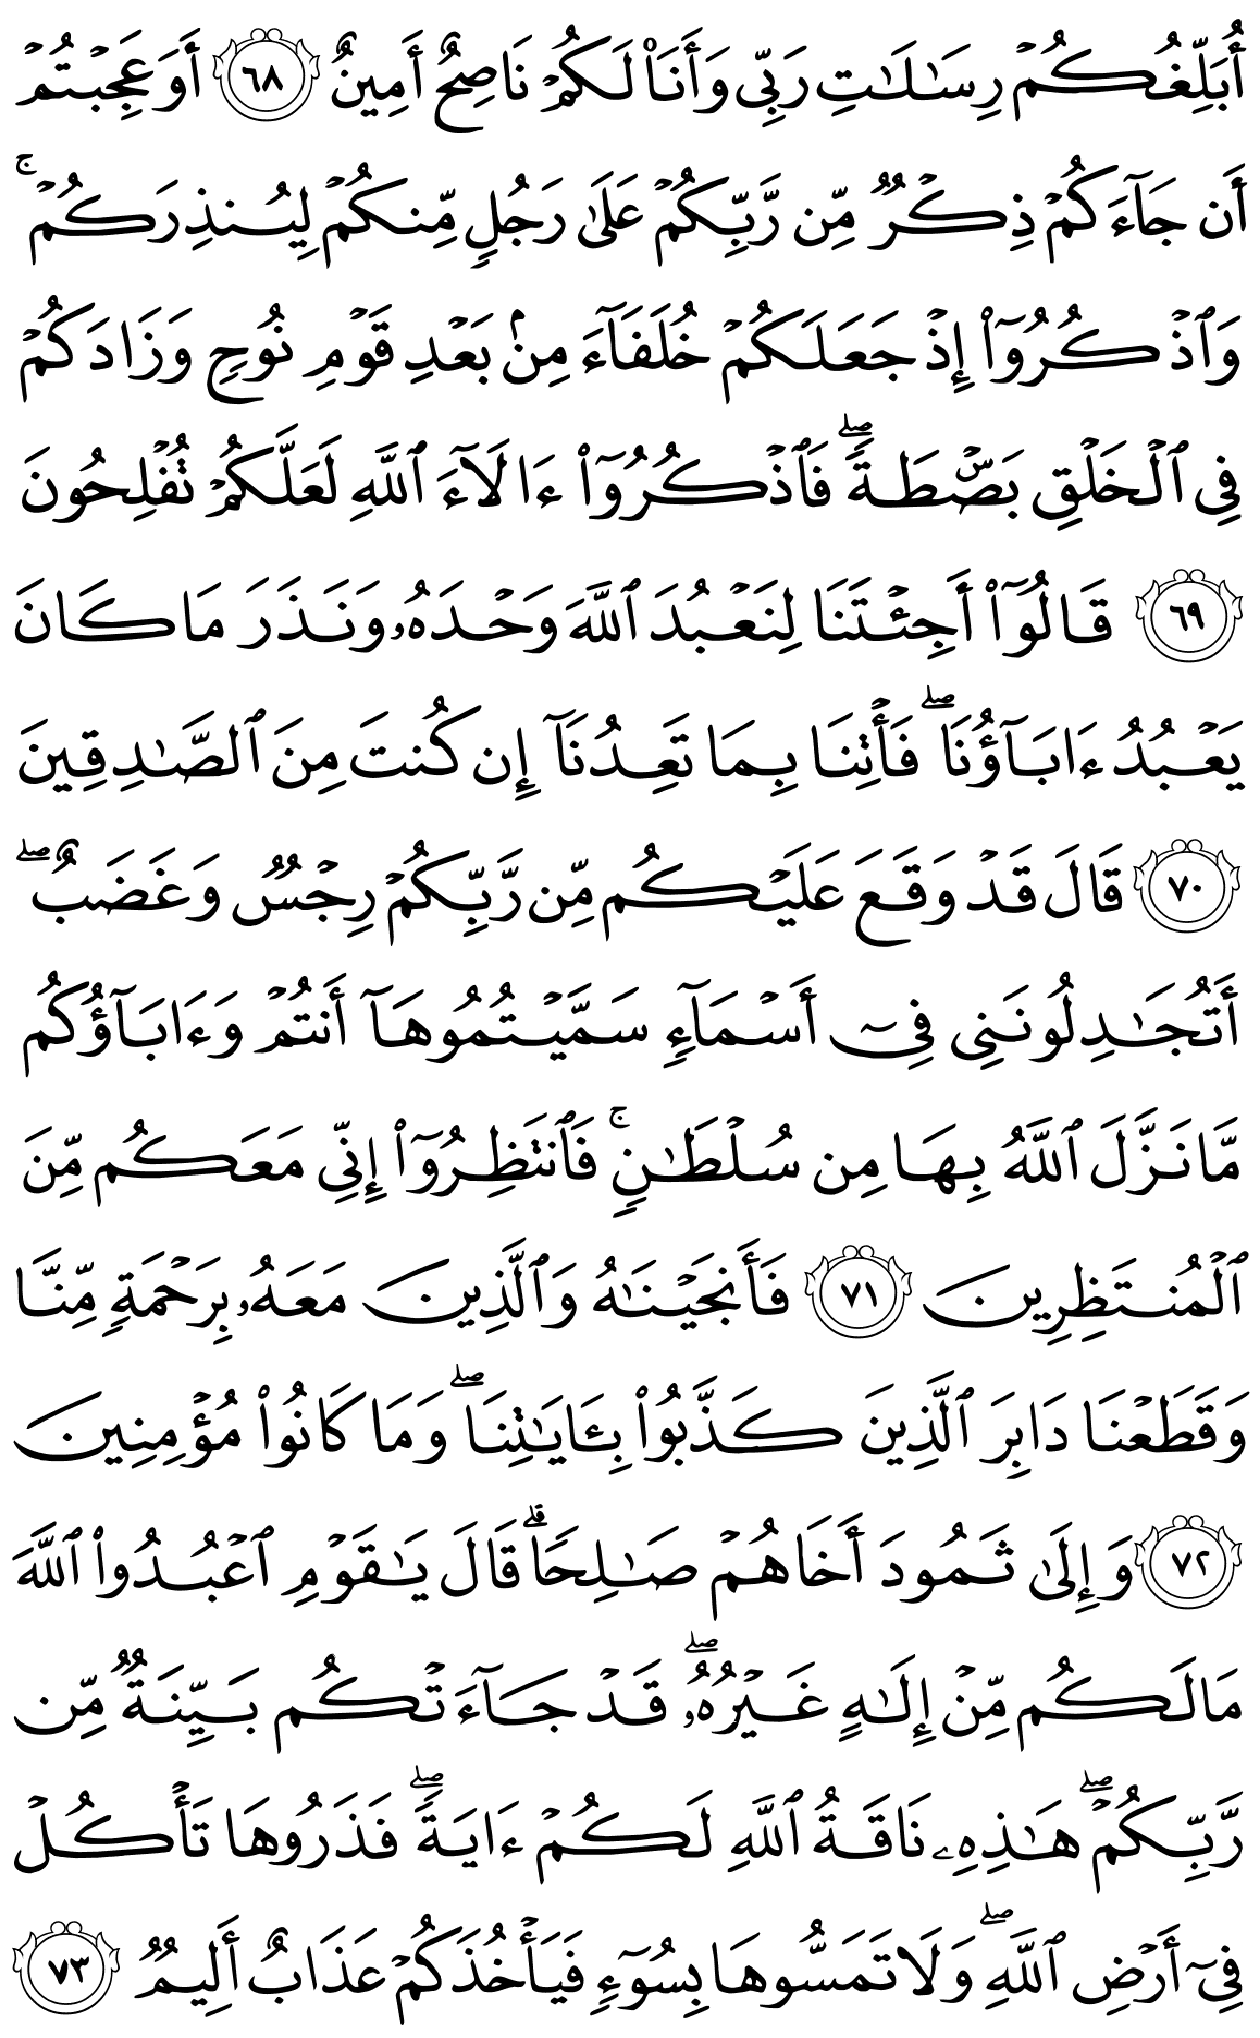 أُبَلِّغُكُمۡ رِسَٰلَٰتِ رَبِّي وَأَنَا۠ لَكُمۡ نَاصِحٌ أَمِينٌ ٦٨ أَوَعَجِبۡتُمۡ
أَن جَآءَكُمۡ ذِكۡرٞ مِّن رَّبِّكُمۡ عَلَىٰ رَجُلٖ مِّنكُمۡ لِيُنذِرَكُمۡۚ
وَٱذۡكُرُوٓاْ إِذۡ جَعَلَكُمۡ خُلَفَآءَ مِنۢ بَعۡدِ قَوۡمِ نُوحٖ وَزَادَكُمۡ
فِي ٱلۡخَلۡقِ بَصۜۡطَةٗۖ فَٱذۡكُرُوٓاْ ءَالَآءَ ٱللَّهِ لَعَلَّكُمۡ تُفۡلِحُونَ
٦٩ قَالُوٓاْ أَجِئۡتَنَا لِنَعۡبُدَ ٱللَّهَ وَحۡدَهُۥ وَنَذَرَ مَا كَانَ
يَعۡبُدُ ءَابَآؤُنَا فَأۡتِنَا بِمَا تَعِدُنَآ إِن كُنتَ مِنَ ٱلصَّٰدِقِينَ
٧٠ قَالَ قَدۡ وَقَعَ عَلَيۡكُم مِّن رَّبِّكُمۡ رِجۡسٞ وَغَضَبٌۖ
أَتُجَٰدِلُونَنِي فِيٓ أَسۡمَآءٖ سَمَّيۡتُمُوهَآ أَنتُمۡ وَءَابَآؤُكُم
مَّا نَزَّلَ ٱللَّهُ بِهَا مِن سُلۡطَٰنٖۚ فَٱنتَظِرُوٓاْ إِنِّي مَعَكُم مِّنَ
ٱلۡمُنتَظِرِينَ ٧١ فَأَنجَيۡنَٰهُ وَٱلَّذِينَ مَعَهُۥ بِرَحۡمَةٖ مِّنَّا
وَقَطَعۡنَا دَابِرَ ٱلَّذِينَ كَذَّبُواْ بِـَٔايَٰتِنَاۖ وَمَا كَانُواْ مُؤۡمِنِينَ
٧٢ وَإِلَىٰ ثَمُودَ أَخَاهُمۡ صَٰلِحٗاۗ قَالَ يَٰقَوۡمِ ٱعۡبُدُواْ ٱللَّهَ
مَا لَكُم مِّنۡ إِلَٰهٍ غَيۡرُهُۥۖ قَدۡ جَآءَتۡكُم بَيِّنَةٞ مِّن
رَّبِّكُمۡۖ هَٰذِهِۦ نَاقَةُ ٱللَّهِ لَكُمۡ ءَايَةٗۖ فَذَرُوهَا تَأۡكُلۡ
فِيٓ أَرۡضِ ٱللَّهِۖ وَلَا تَمَسُّوهَا بِسُوٓءٖ فَيَأۡخُذَكُمۡ عَذَابٌ أَلِيمٞ ٧٣